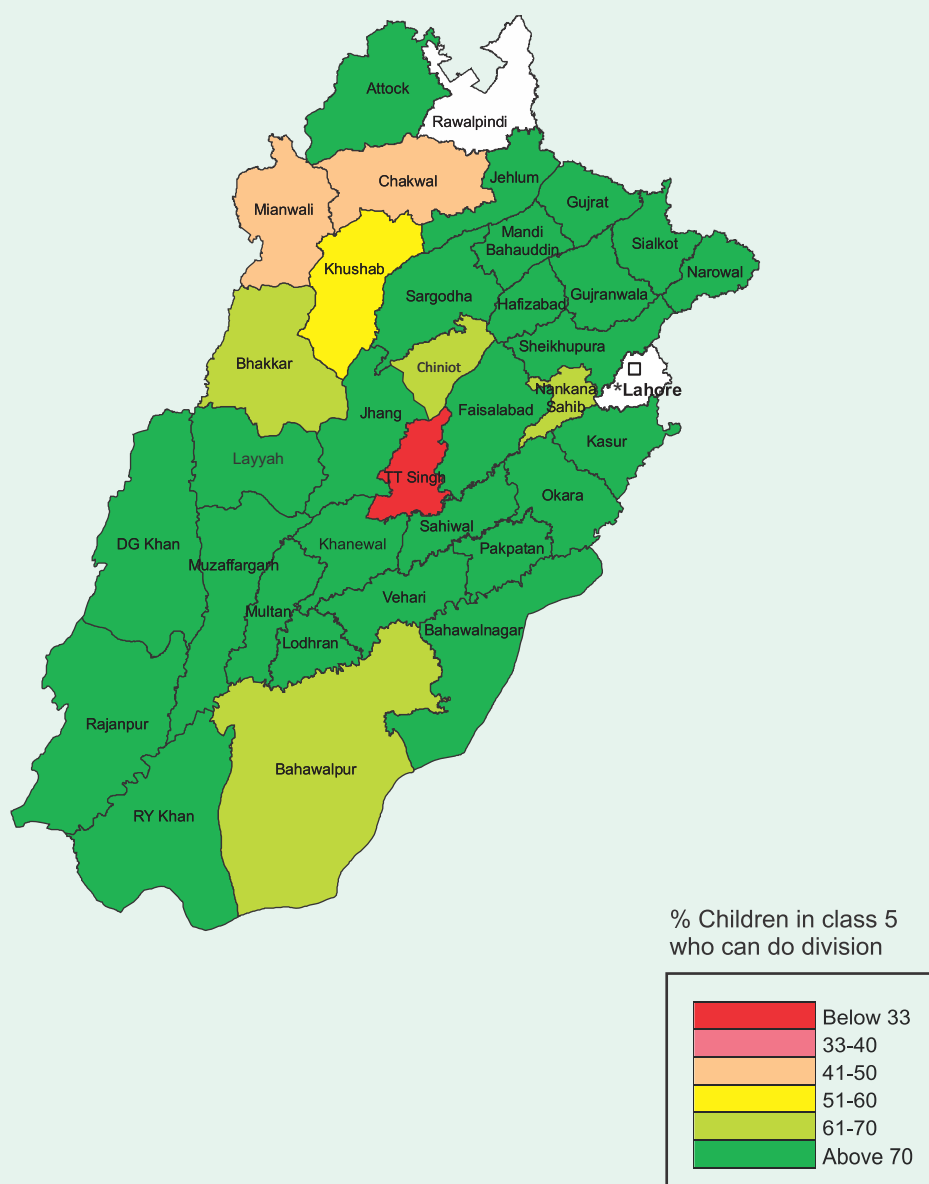 Attock
Rawalpindi
Chakwal
Jehlum
Mianwali
Gujrat
Mandi
Bahauddin
Sialkot
Khushab
Narowal
Sargodha
Hafizabad
Gujranwala
Sheikhupura
Bhakkar
Chiniot
Nankana
Sahib
*Lahore
Jhang
Faisalabad
Kasur
Layyah
TT Singh
Okara
Sahiwal
DG Khan
Khanewal
Pakpatan
Muzaffargarh
Vehari
Multan
Bahawalnagar
Lodhran
Rajanpur
Bahawalpur
RY Khan
% Children in class 5
who can do division
Below 33
33-40
41-50
51-60
61-70
Above 70